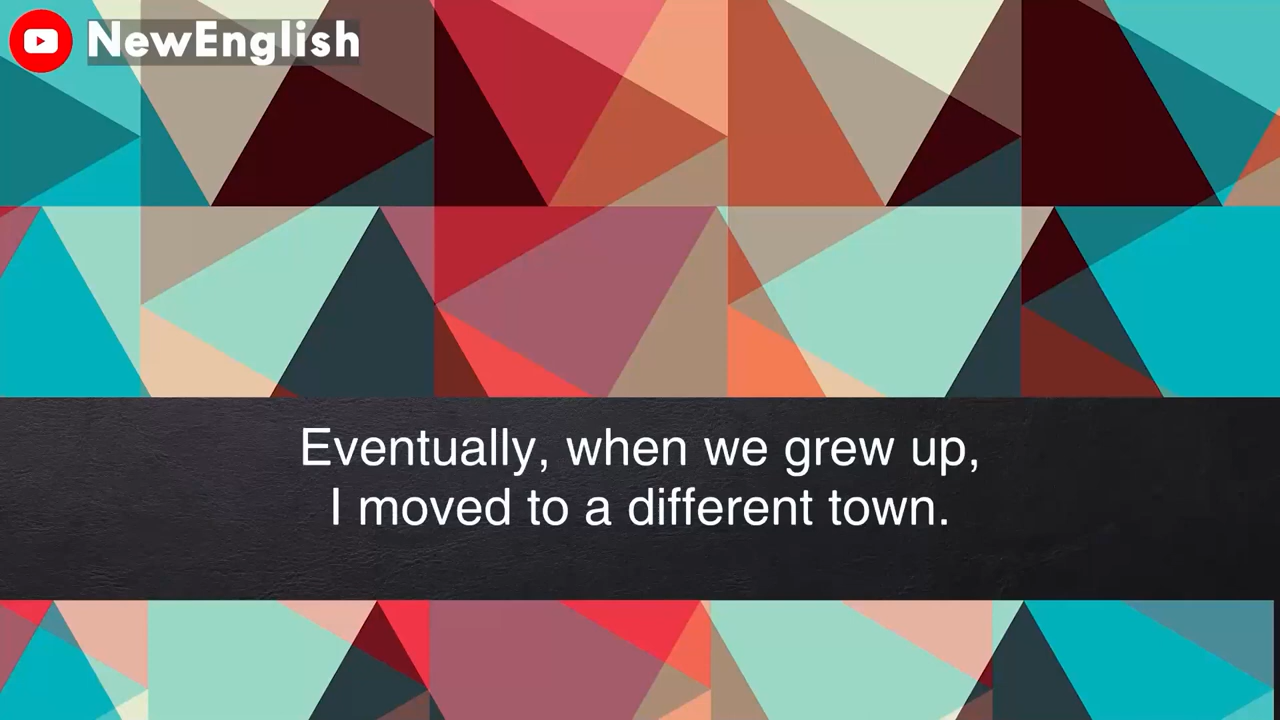 NewEnglish
Eventually, when we grew up,
I moved to a different town.